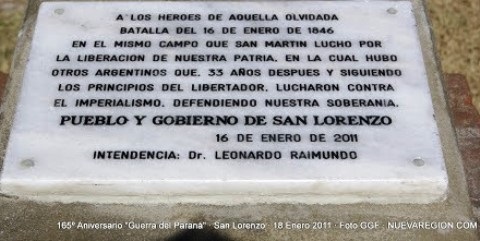 A LOS HEROES DE AQUELLA OLVIDADA
BATALLA DEL 16 DE ENERO DE 1846
EN EL MISMO CAMPO QUE SAN MARTIN LUCHO POR
LA LIBERACION DE NUESTRA PATRIA, EN LA CUAL HUBO
OTROS ARGENTINOS QUE, 33 AÑOS DESPUES Y SIGUIENDO
LOS PRINCIPIOS DEL LIBERTADOR, LUCHARON CONTRA
EL IMPERIALISMO, DEFENDIENDO NUESTRA SOBERANIA.
PUEBLO Y GOBIERNO DE SAN LORENZO
16 DE ENERO DE 2011
INTENDENCIA: Dr. LEONARDO RAIMUNDO
165º Aniversario "Guerra del Paraná" San Lorenzo 18 Enero 2011 - Foto GGF . NUEVAREGION.COM